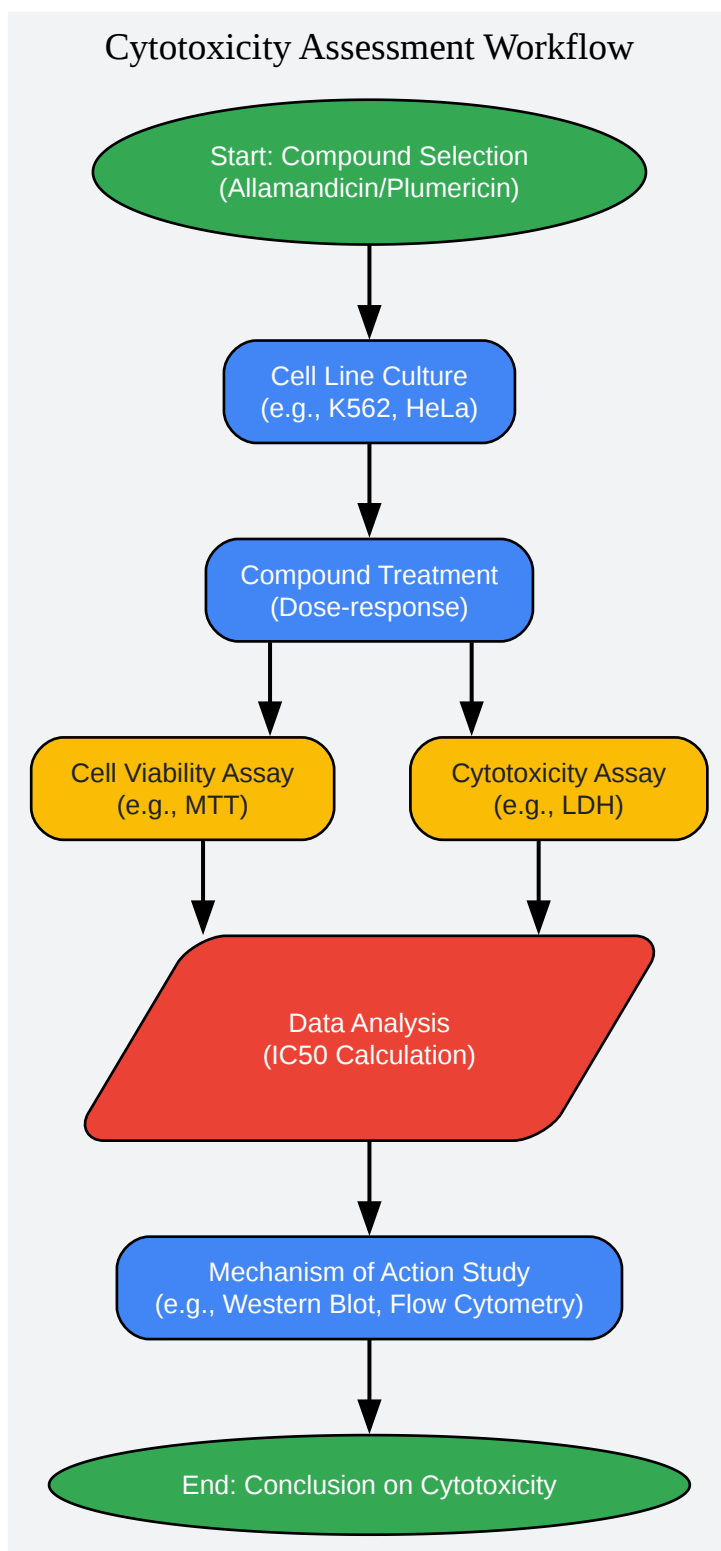 Cytotoxicity Assessment Workflow
Start: Compound Selection
(Allamandicin/Plumericin)
Cell Line Culture
(e.g., K562, HeLa)
Compound Treatment
(Dose-response)
Cell Viability Assay
(e.g., MTT)
Cytotoxicity Assay
(e.g., LDH)
Data Analysis
(IC50 Calculation)
Mechanism of Action Study
(e.g., Western Blot, Flow Cytometry)
End: Conclusion on Cytotoxicity